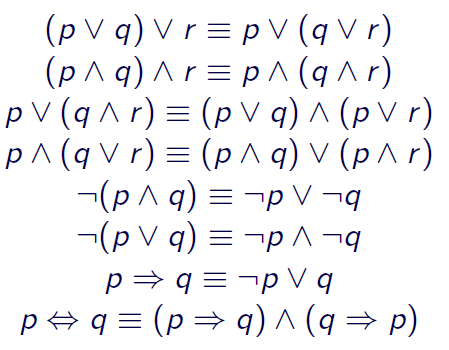 (p ∨ q) ∨ r ≡ p ∨ (q ∨ r)
(p ∧ q) ∧ r ≡ p ∧ (q ∧ r)
p ∨ (q ∧ r) ≡ (p ∨ q) ∧ (p ∨ r)
p ∧ (q ∨ r) ≡ (p ∧ q) ∨ (p ∧ r)
¬(p ∧ q) ≡ ¬p ∨ ¬q
¬(p ∨ q) ≡ ¬p ∧ ¬q
p ⇒ q ≡ ¬p ∨ q
p ⇔ q ≡ (p ⇒ q) ∧ (q ⇒ p)